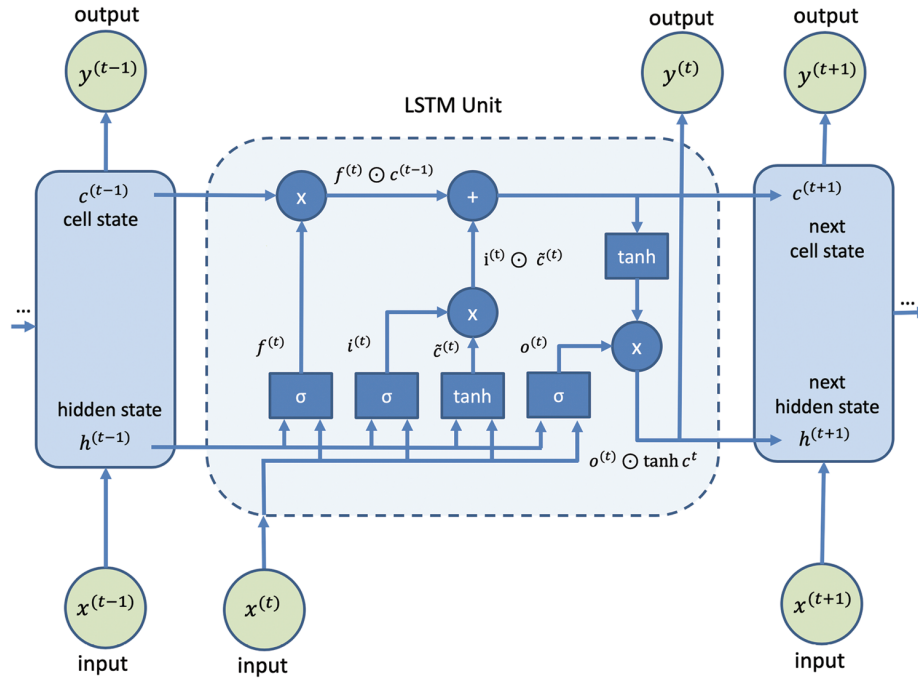 output
y^(t−1)
output
y^(t)
output
y^(t+1)
LSTM Unit
c^(t−1)
cell state
x
f^(t) ⊙ c^(t−1)
+
c^(t+1)
next
cell state
tanh
i^(t) ⊙ c̃^(t)
...
...
x
f^(t)
i^(t)
c̃^(t)
o^(t)
x
σ
σ
tanh
σ
hidden state
h^(t−1)
next
hidden state
h^(t+1)
o^(t) ⊙ tanh c^t
x^(t−1)
input
x^(t)
input
x^(t+1)
input